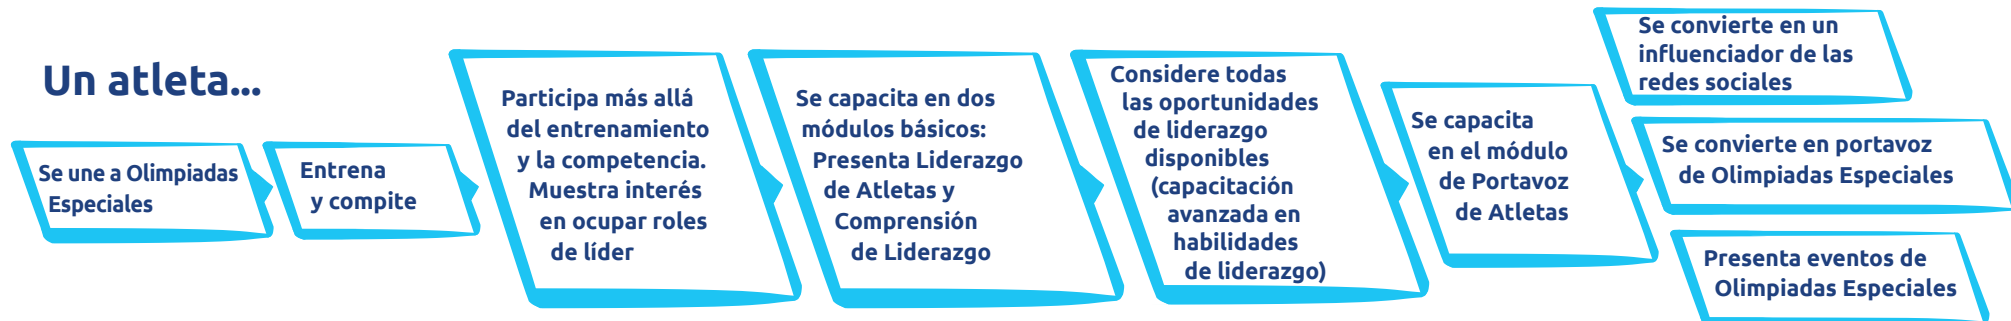 Un atleta...
Se une a Olimpiadas
Especiales
Entrena
y compite
Participa más allá
del entrenamiento
y la competencia.
Muestra interés
en ocupar roles
de líder
Se capacita en dos
módulos básicos:
Presenta Liderazgo
de Atletas y
Comprensión
de Liderazgo
Considere todas
las oportunidades
de liderazgo
disponibles
(capacitación
avanzada en
habilidades
de liderazgo)
Se capacita
en el módulo
de Portavoz
de Atletas
Se convierte en un
influenciador de las
redes sociales
Se convierte en portavoz
de Olimpiadas Especiales
Presenta eventos de
Olimpiadas Especiales